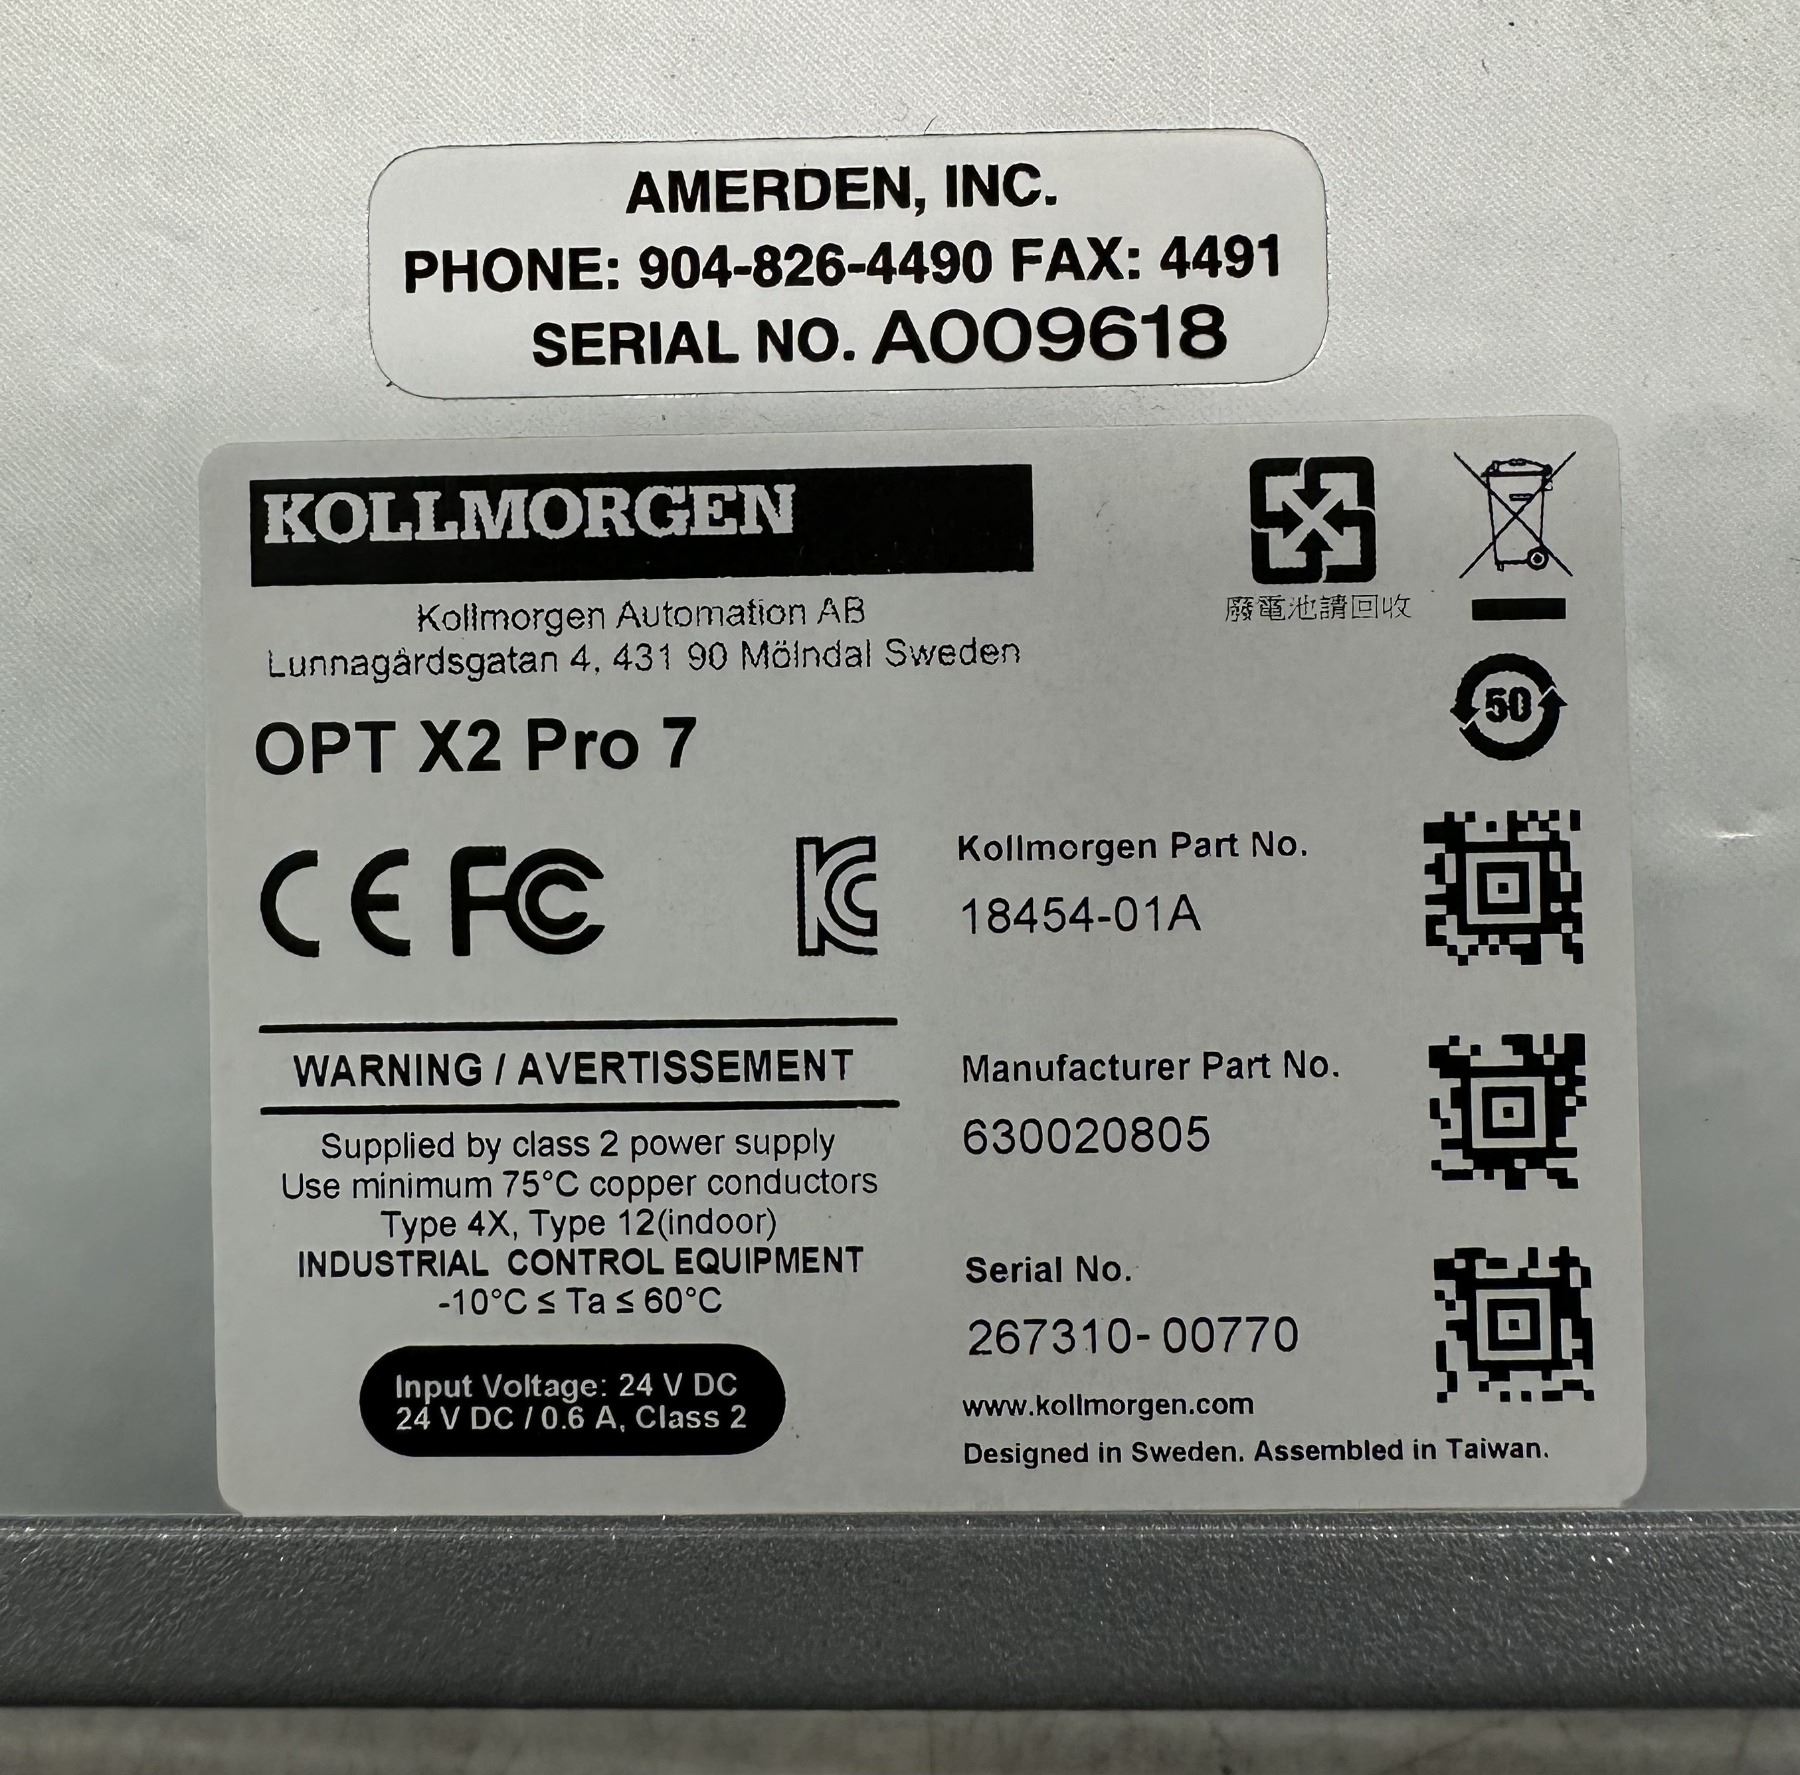 AMERDEN, INC.
PHONE: 904-826-4490 FAX: 4491
SERIAL NO. A009618
KOLLMORGEN
Kollmorgen Automation AB
Lunnagårdsgatan 4, 431 90 Mölndal Sweden
廢電池請回收
50
OPT X2 Pro 7
CE FC KC
WARNING / AVERTISSEMENT
Supplied by class 2 power supply
Use minimum 75°C copper conductors
Type 4X, Type 12(indoor)
INDUSTRIAL CONTROL EQUIPMENT
-10°C ≤ Ta ≤ 60°C
Input Voltage: 24 V DC
24 V DC / 0.6 A, Class 2
Kollmorgen Part No.
18454-01A
Manufacturer Part No.
630020805
Serial No.
267310-00770
www.kollmorgen.com
Designed in Sweden. Assembled in Taiwan.